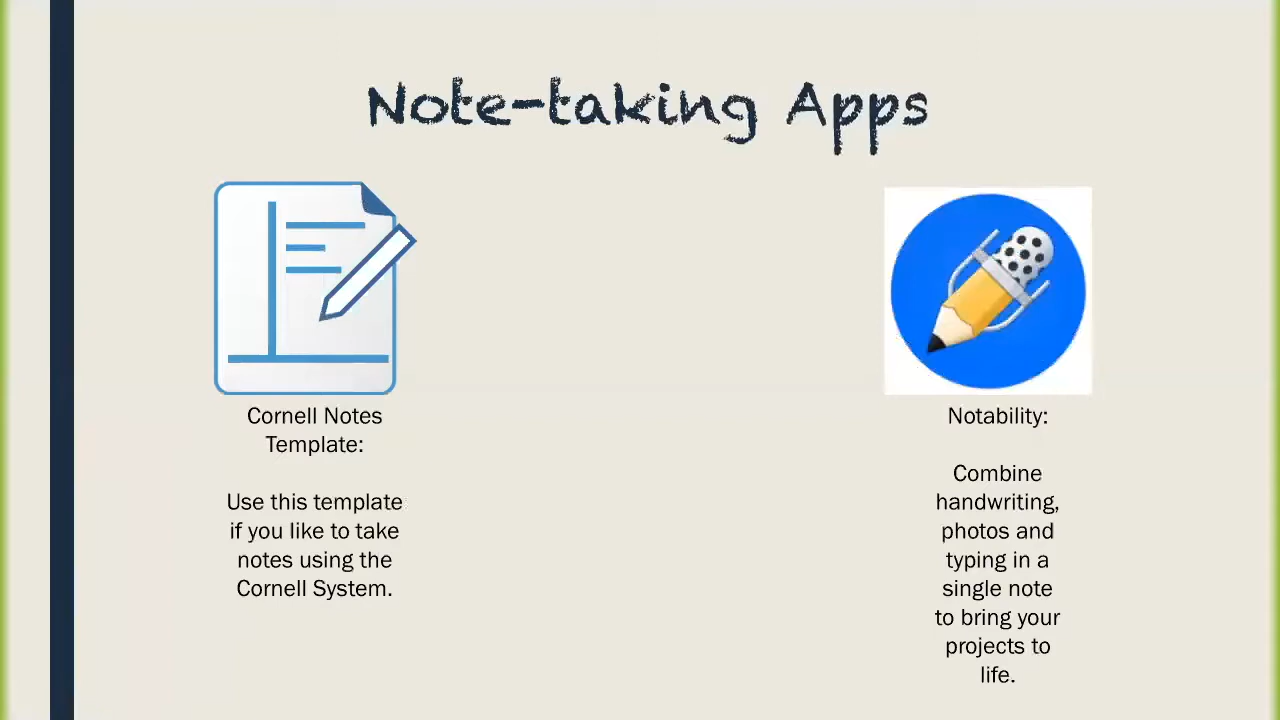 Note-taking Apps
Cornell Notes
Template:
Use this template
if you like to take
notes using the
Cornell System.
Notability:
Combine
handwriting,
photos and
typing in a
single note
to bring your
projects to
life.